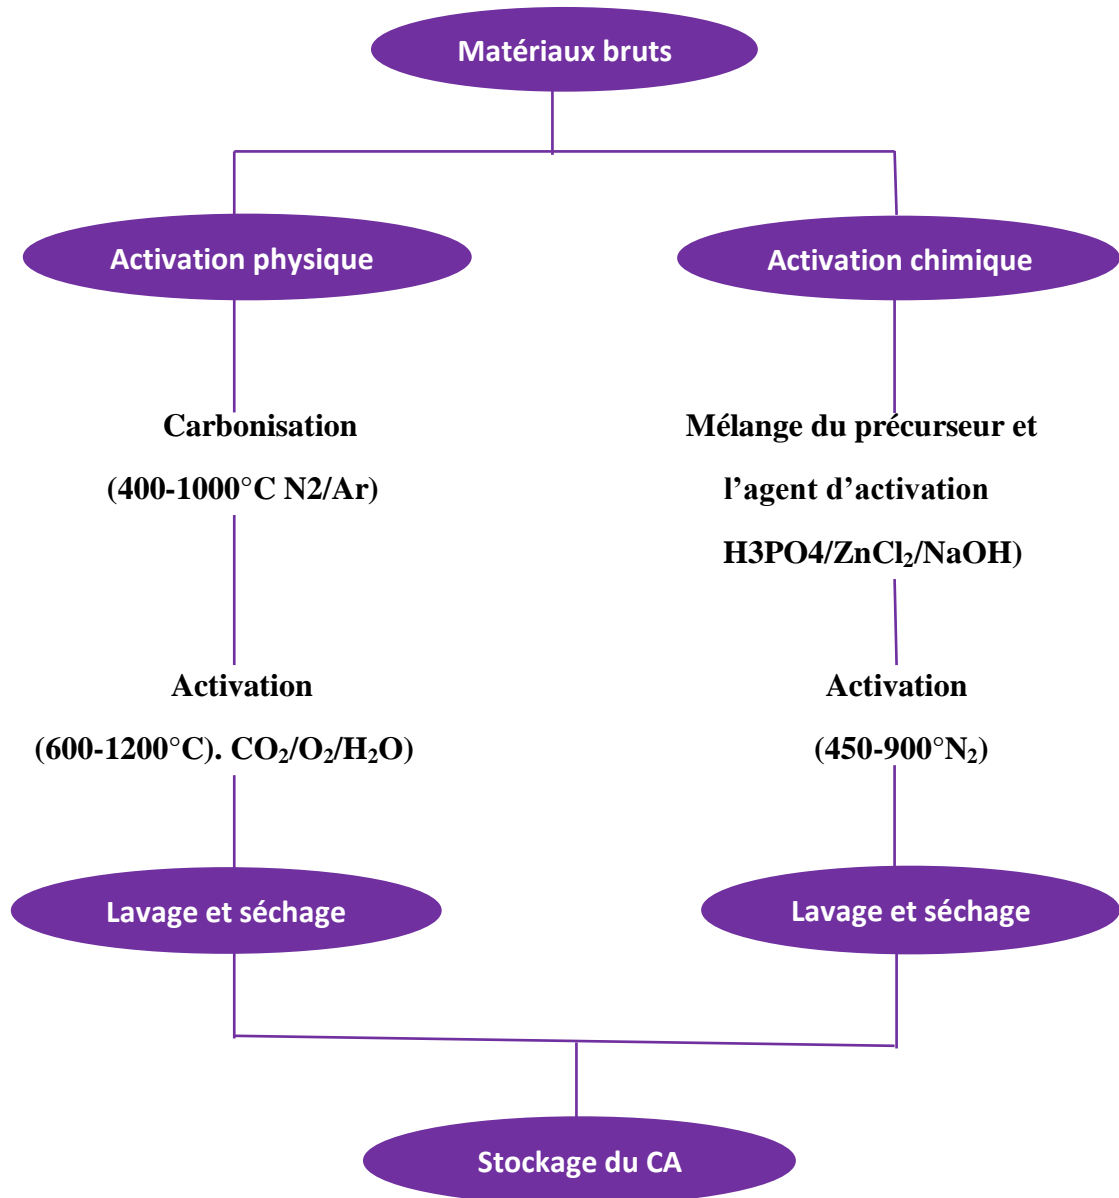 Matériaux bruts
Activation physique
Activation chimique
Carbonisation
(400-1000°C N2/Ar)
Mélange du précurseur et
l’agent d’activation
H3PO4/ZnCl₂/NaOH)
Activation
(600-1200°C). CO₂/O₂/H₂O)
Activation
(450-900°N₂)
Lavage et séchage
Lavage et séchage
Stockage du CA